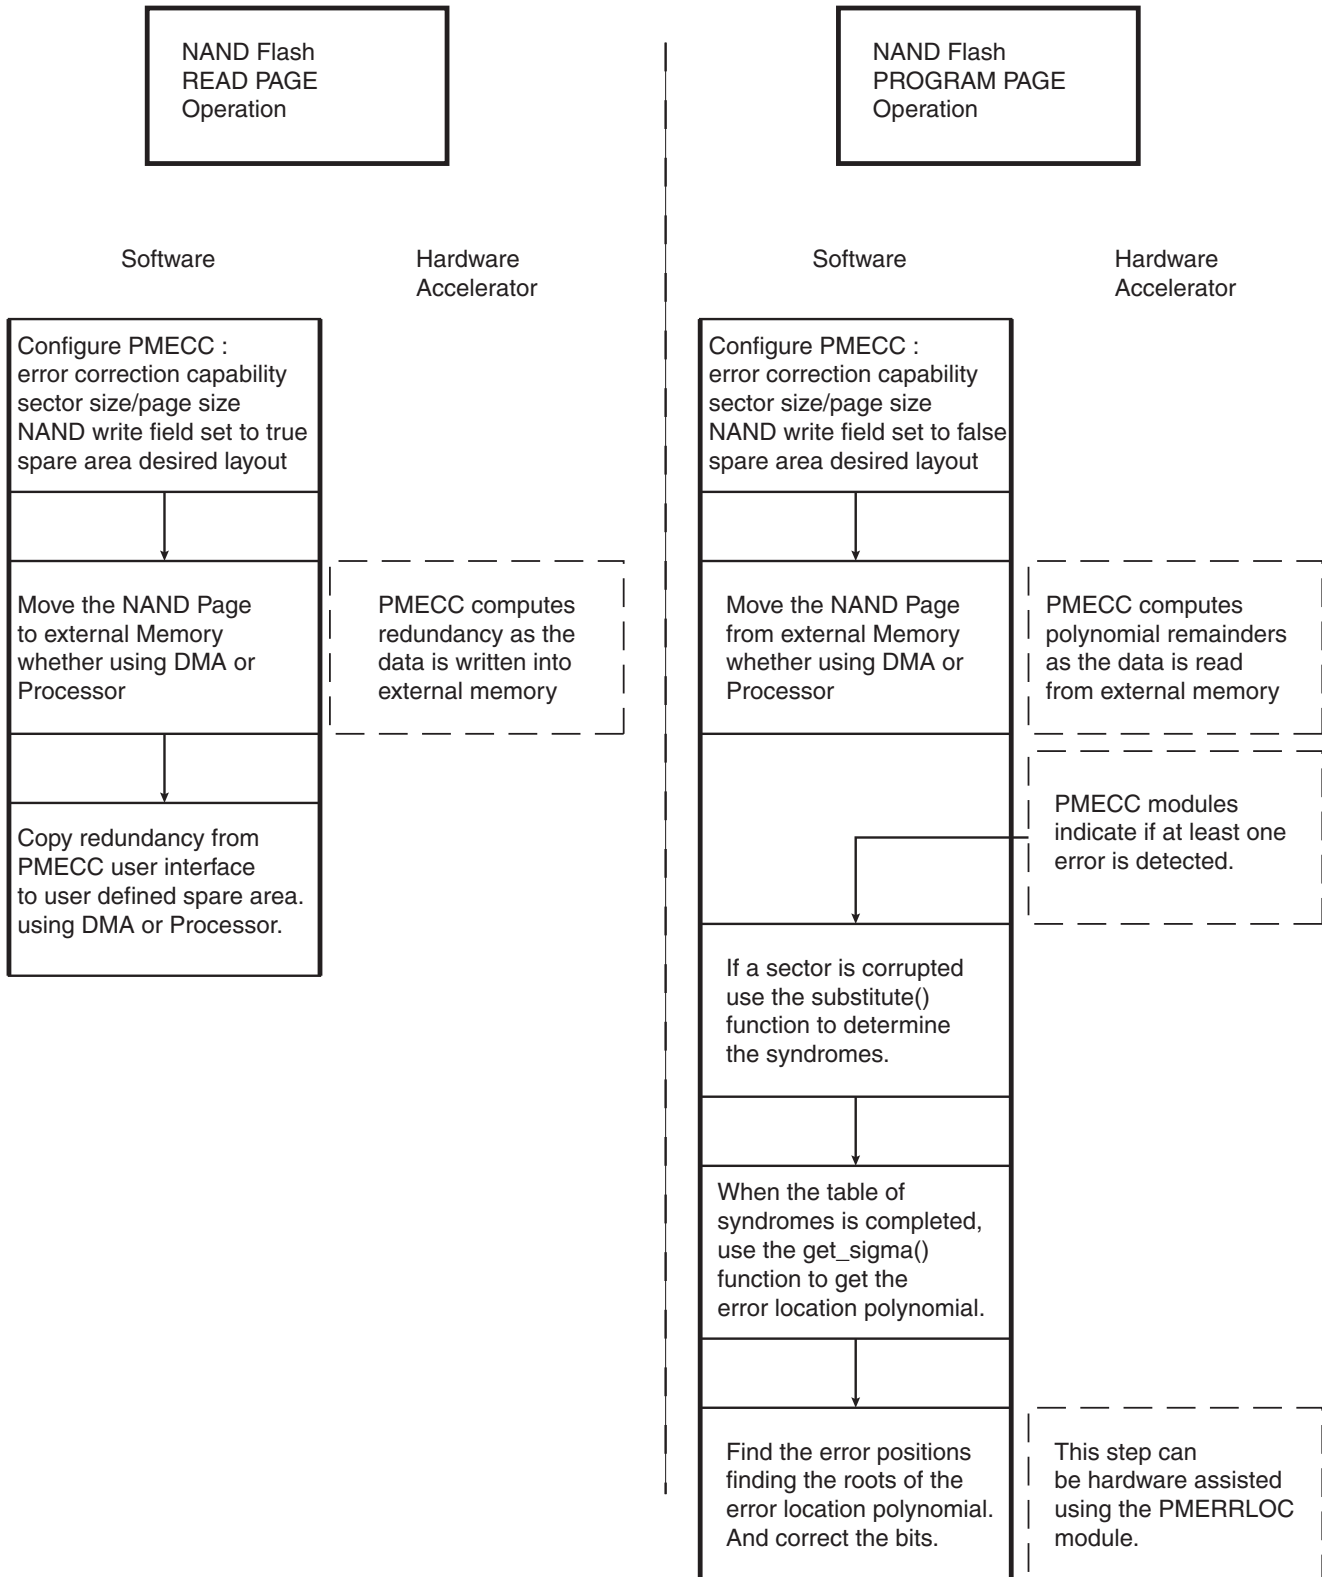 NAND Flash
READ PAGE
Operation
Software
Hardware
Accelerator
Configure PMECC :
error correction capability
sector size/page size
NAND write field set to true
spare area desired layout
Move the NAND Page
to external Memory
whether using DMA or
Processor
PMECC computes
redundancy as the
data is written into
external memory
Copy redundancy from
PMECC user interface
to user defined spare area.
using DMA or Processor.
NAND Flash
PROGRAM PAGE
Operation
Software
Hardware
Accelerator
Configure PMECC :
error correction capability
sector size/page size
NAND write field set to false
spare area desired layout
Move the NAND Page
from external Memory
whether using DMA or
Processor
PMECC computes
polynomial remainders
as the data is read
from external memory
PMECC modules
indicate if at least one
error is detected.
If a sector is corrupted
use the substitute()
function to determine
the syndromes.
When the table of
syndromes is completed,
use the get_sigma()
function to get the
error location polynomial.
Find the error positions
finding the roots of the
error location polynomial.
And correct the bits.
This step can
be hardware assisted
using the PMERRLOC
module.